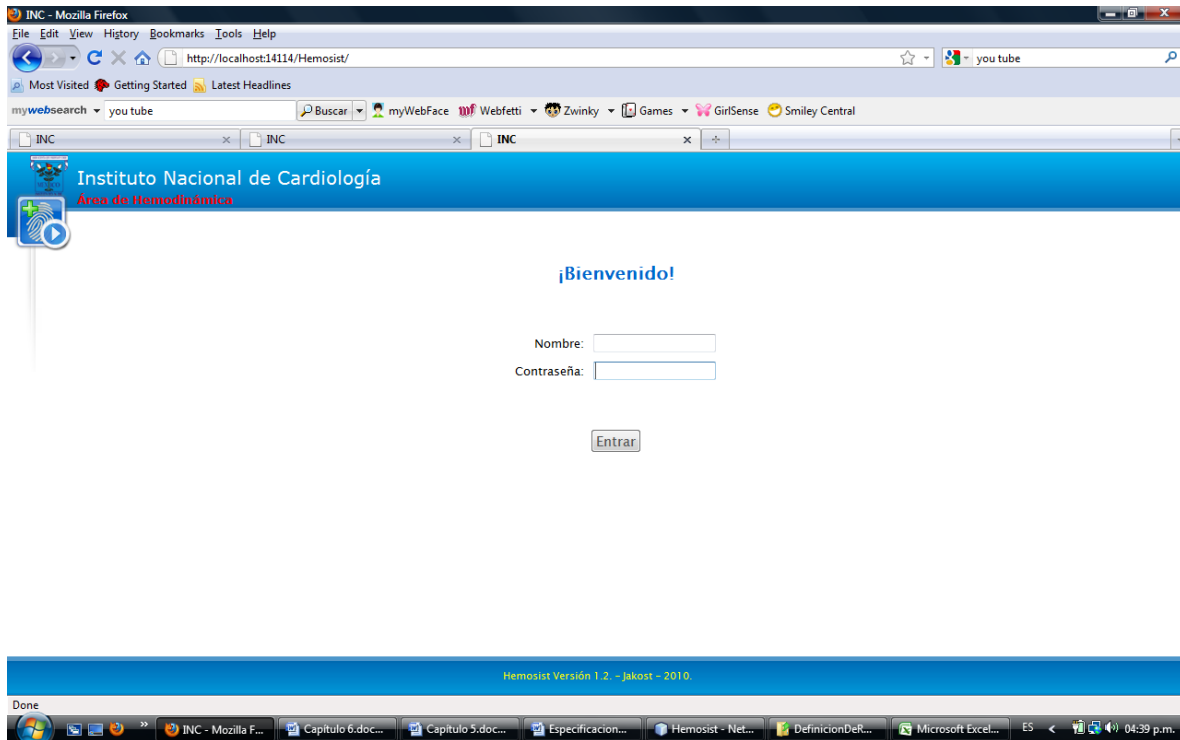 INC - Mozilla Firefox
File Edit View History Bookmarks Tools Help
http://localhost:14114/Hemosist/ you tube
Most Visited Getting Started Latest Headlines
mywebsearch you tube Buscar myWebFace Webfetti Zwinky Games GirlSense Smiley Central
INC INC INC
Instituto Nacional de Cardiología
Área de Hemodinámica
¡Bienvenido!
Nombre:
Contraseña:
Entrar
Hemosist Versión 1.2. - Jakost - 2010.
Done
INC - Mozilla F... Capítulo 6.doc... Capítulo 5.doc... Especificacion... Hemosist - Net... DefinicionDeR... Microsoft Excel... ES 04:39 p.m.